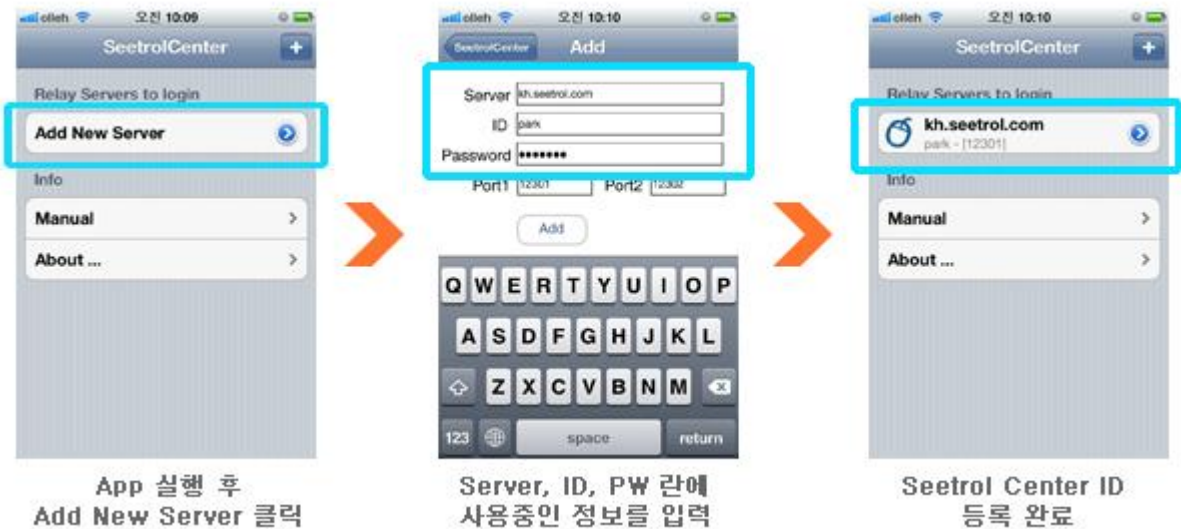 olleh 오전 10:09
SeetrolCenter +
Relay Servers to login
Add New Server
Info
Manual
About ...
App 실행 후
Add New Server 클릭
olleh 오전 10:10
SeetrolCenter Add
Server kh.seetrol.com
ID park
Password •••••••
Port1 12301 Port2 12302
Add
Q W E R T Y U I O P
A S D F G H J K L
Z X C V B N M
123 space return
Server, ID, PW 란에
사용중인 정보를 입력
olleh 오전 10:10
SeetrolCenter +
Relay Servers to login
kh.seetrol.com
park - [12301]
Info
Manual
About ...
Seetrol Center ID
등록 완료